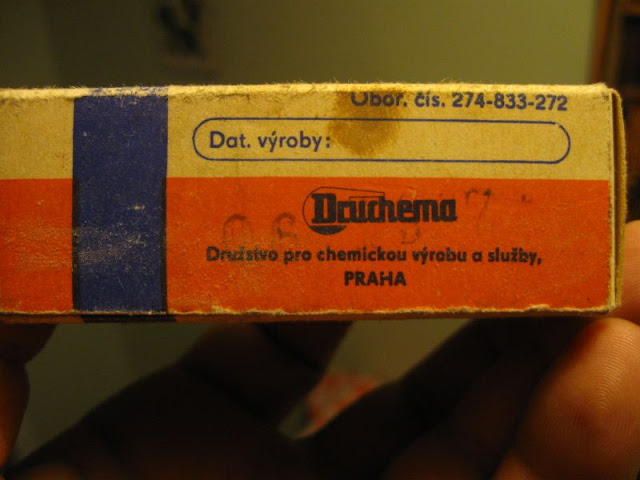 Obor. čís. 274-833-272
Dat. výroby:
Druchema
Družstvo pro chemickou výrobu a služby,
PRAHA